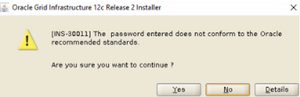 Oracle Grid Infrastructure 12c Release 2 Installer
[INS-30011] The password entered does not conform to the Oracle
recommended standards.
Are you sure you want to continue ?
Yes
No
Details